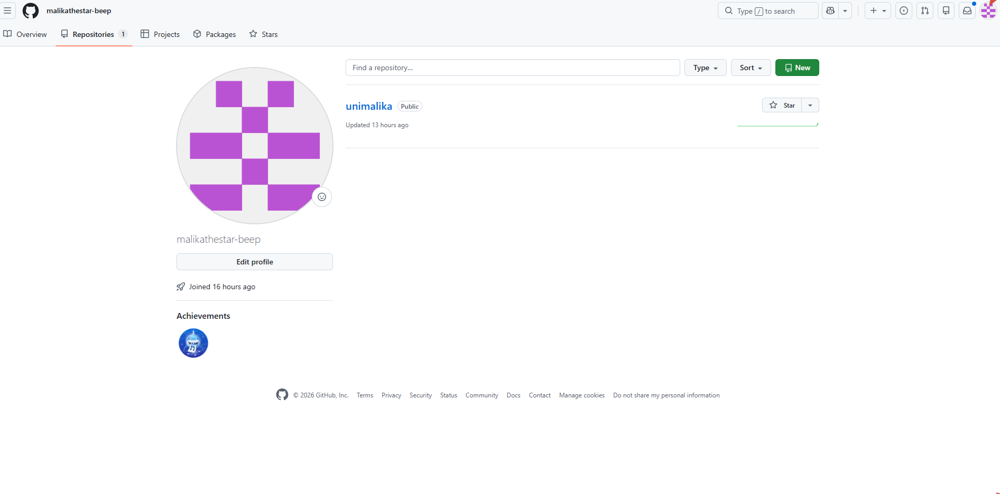 malikathestar-beep
Type / to search
Overview
Repositories 1
Projects
Packages
Stars
Find a repository...
Type
Sort
New
unimalika
Public
Star
Updated 13 hours ago
malikathestar-beep
Edit profile
Joined 16 hours ago
Achievements
© 2026 GitHub, Inc. Terms Privacy Security Status Community Docs Contact Manage cookies Do not share my personal information